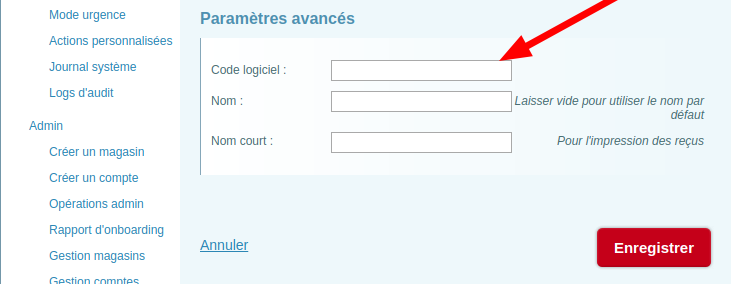 Mode urgence
Actions personnalisées
Journal système
Logs d'audit
Admin
Créer un magasin
Créer un compte
Opérations admin
Rapport d'onboarding
Gestion magasins
Gestion comptes
Paramètres avancés
Code logiciel :
Nom :
Laisser vide pour utiliser le nom par
défaut
Nom court :
Pour l'impression des reçus
Annuler
Enregistrer